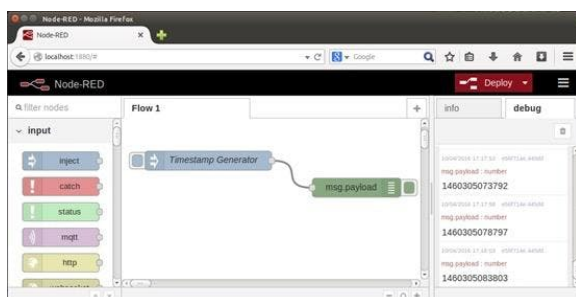 Node-RED - Mozilla Firefox
Node-RED
localhost:1880/#
Google
Node-RED
Deploy
filter nodes
Flow 1
info
debug
input
inject
catch
status
mqtt
http
websocket
Timestamp Generator
msg.payload
msg.payload : number
1460305073792
msg.payload : number
1460305078797
msg.payload : number
1460305083803